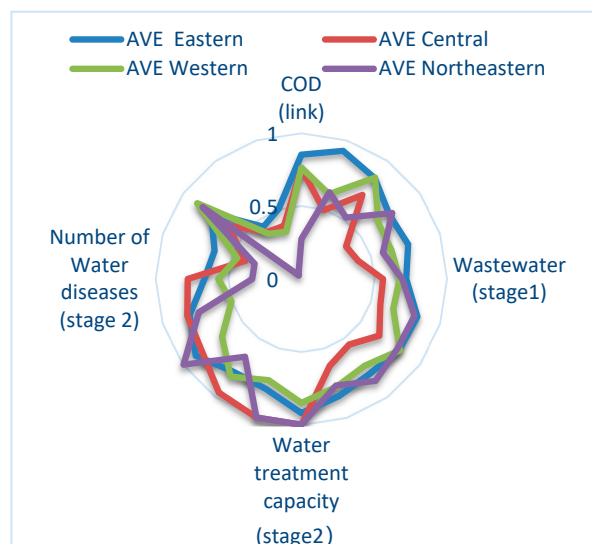 AVE Eastern
AVE Central
AVE Western
AVE Northeastern
COD
(link)
1
0.5
0
Wastewater
(stage1)
Number of
Water
diseases
(stage 2)
Water
treatment
capacity
(stage2)